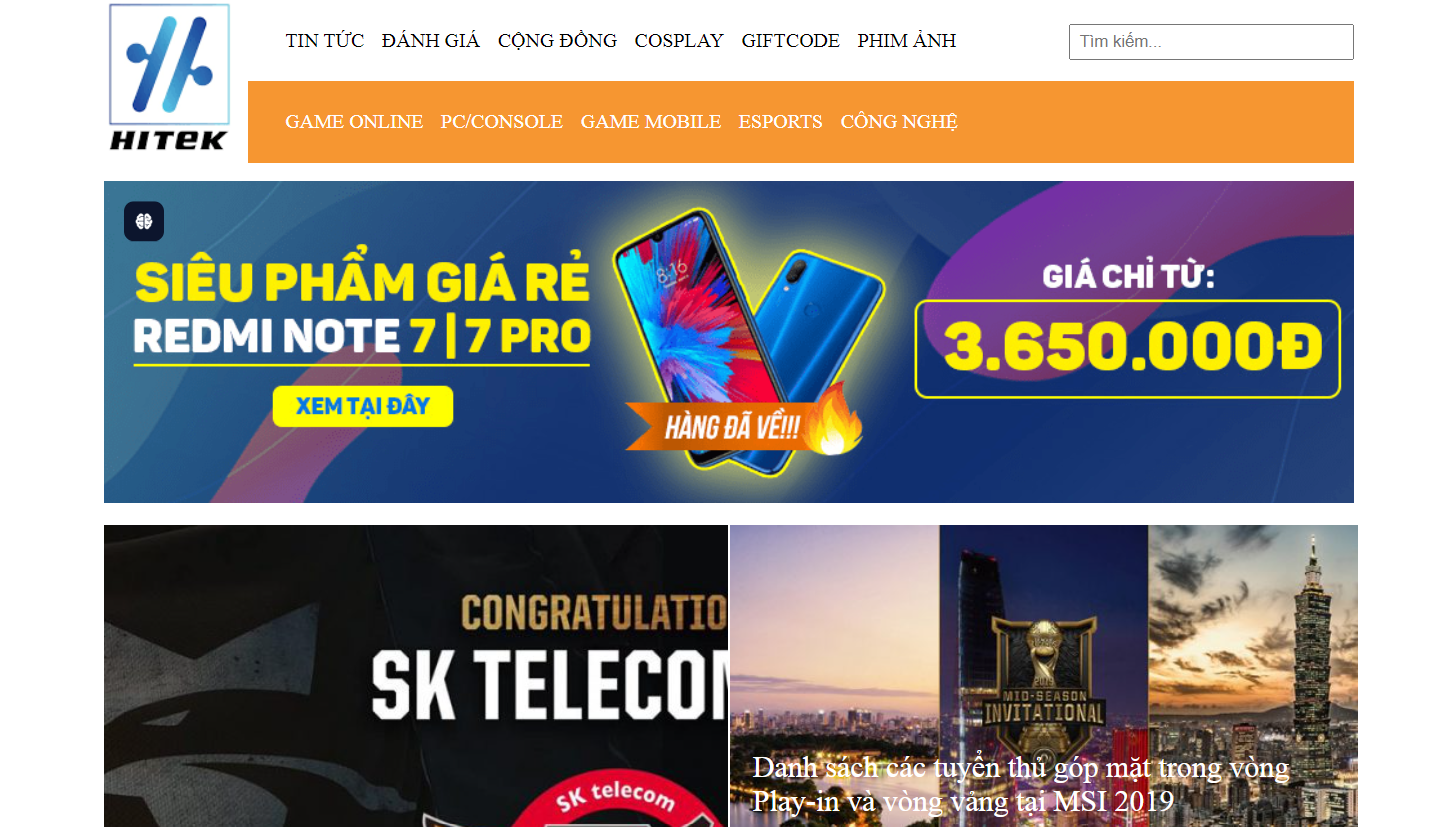 HITEK
TIN TỨC ĐÁNH GIÁ CỘNG ĐỒNG COSPLAY GIFTCODE PHIM ẢNH
Tìm kiếm...
GAME ONLINE PC/CONSOLE GAME MOBILE ESPORTS CÔNG NGHỆ
SIÊU PHẨM GIÁ RẺ
REDMI NOTE 7 | 7 PRO
XEM TẠI ĐÂY
8:16
HÀNG ĐÃ VỀ!!!
GIÁ CHỈ TỪ:
3.650.000Đ
CONGRATULATIO
SK TELECOM
SK telecom
2019
MID-SEASON
INVITATIONAL
Danh sách các tuyển thủ góp mặt trong vòng
Play-in và vòng vảng tại MSI 2019